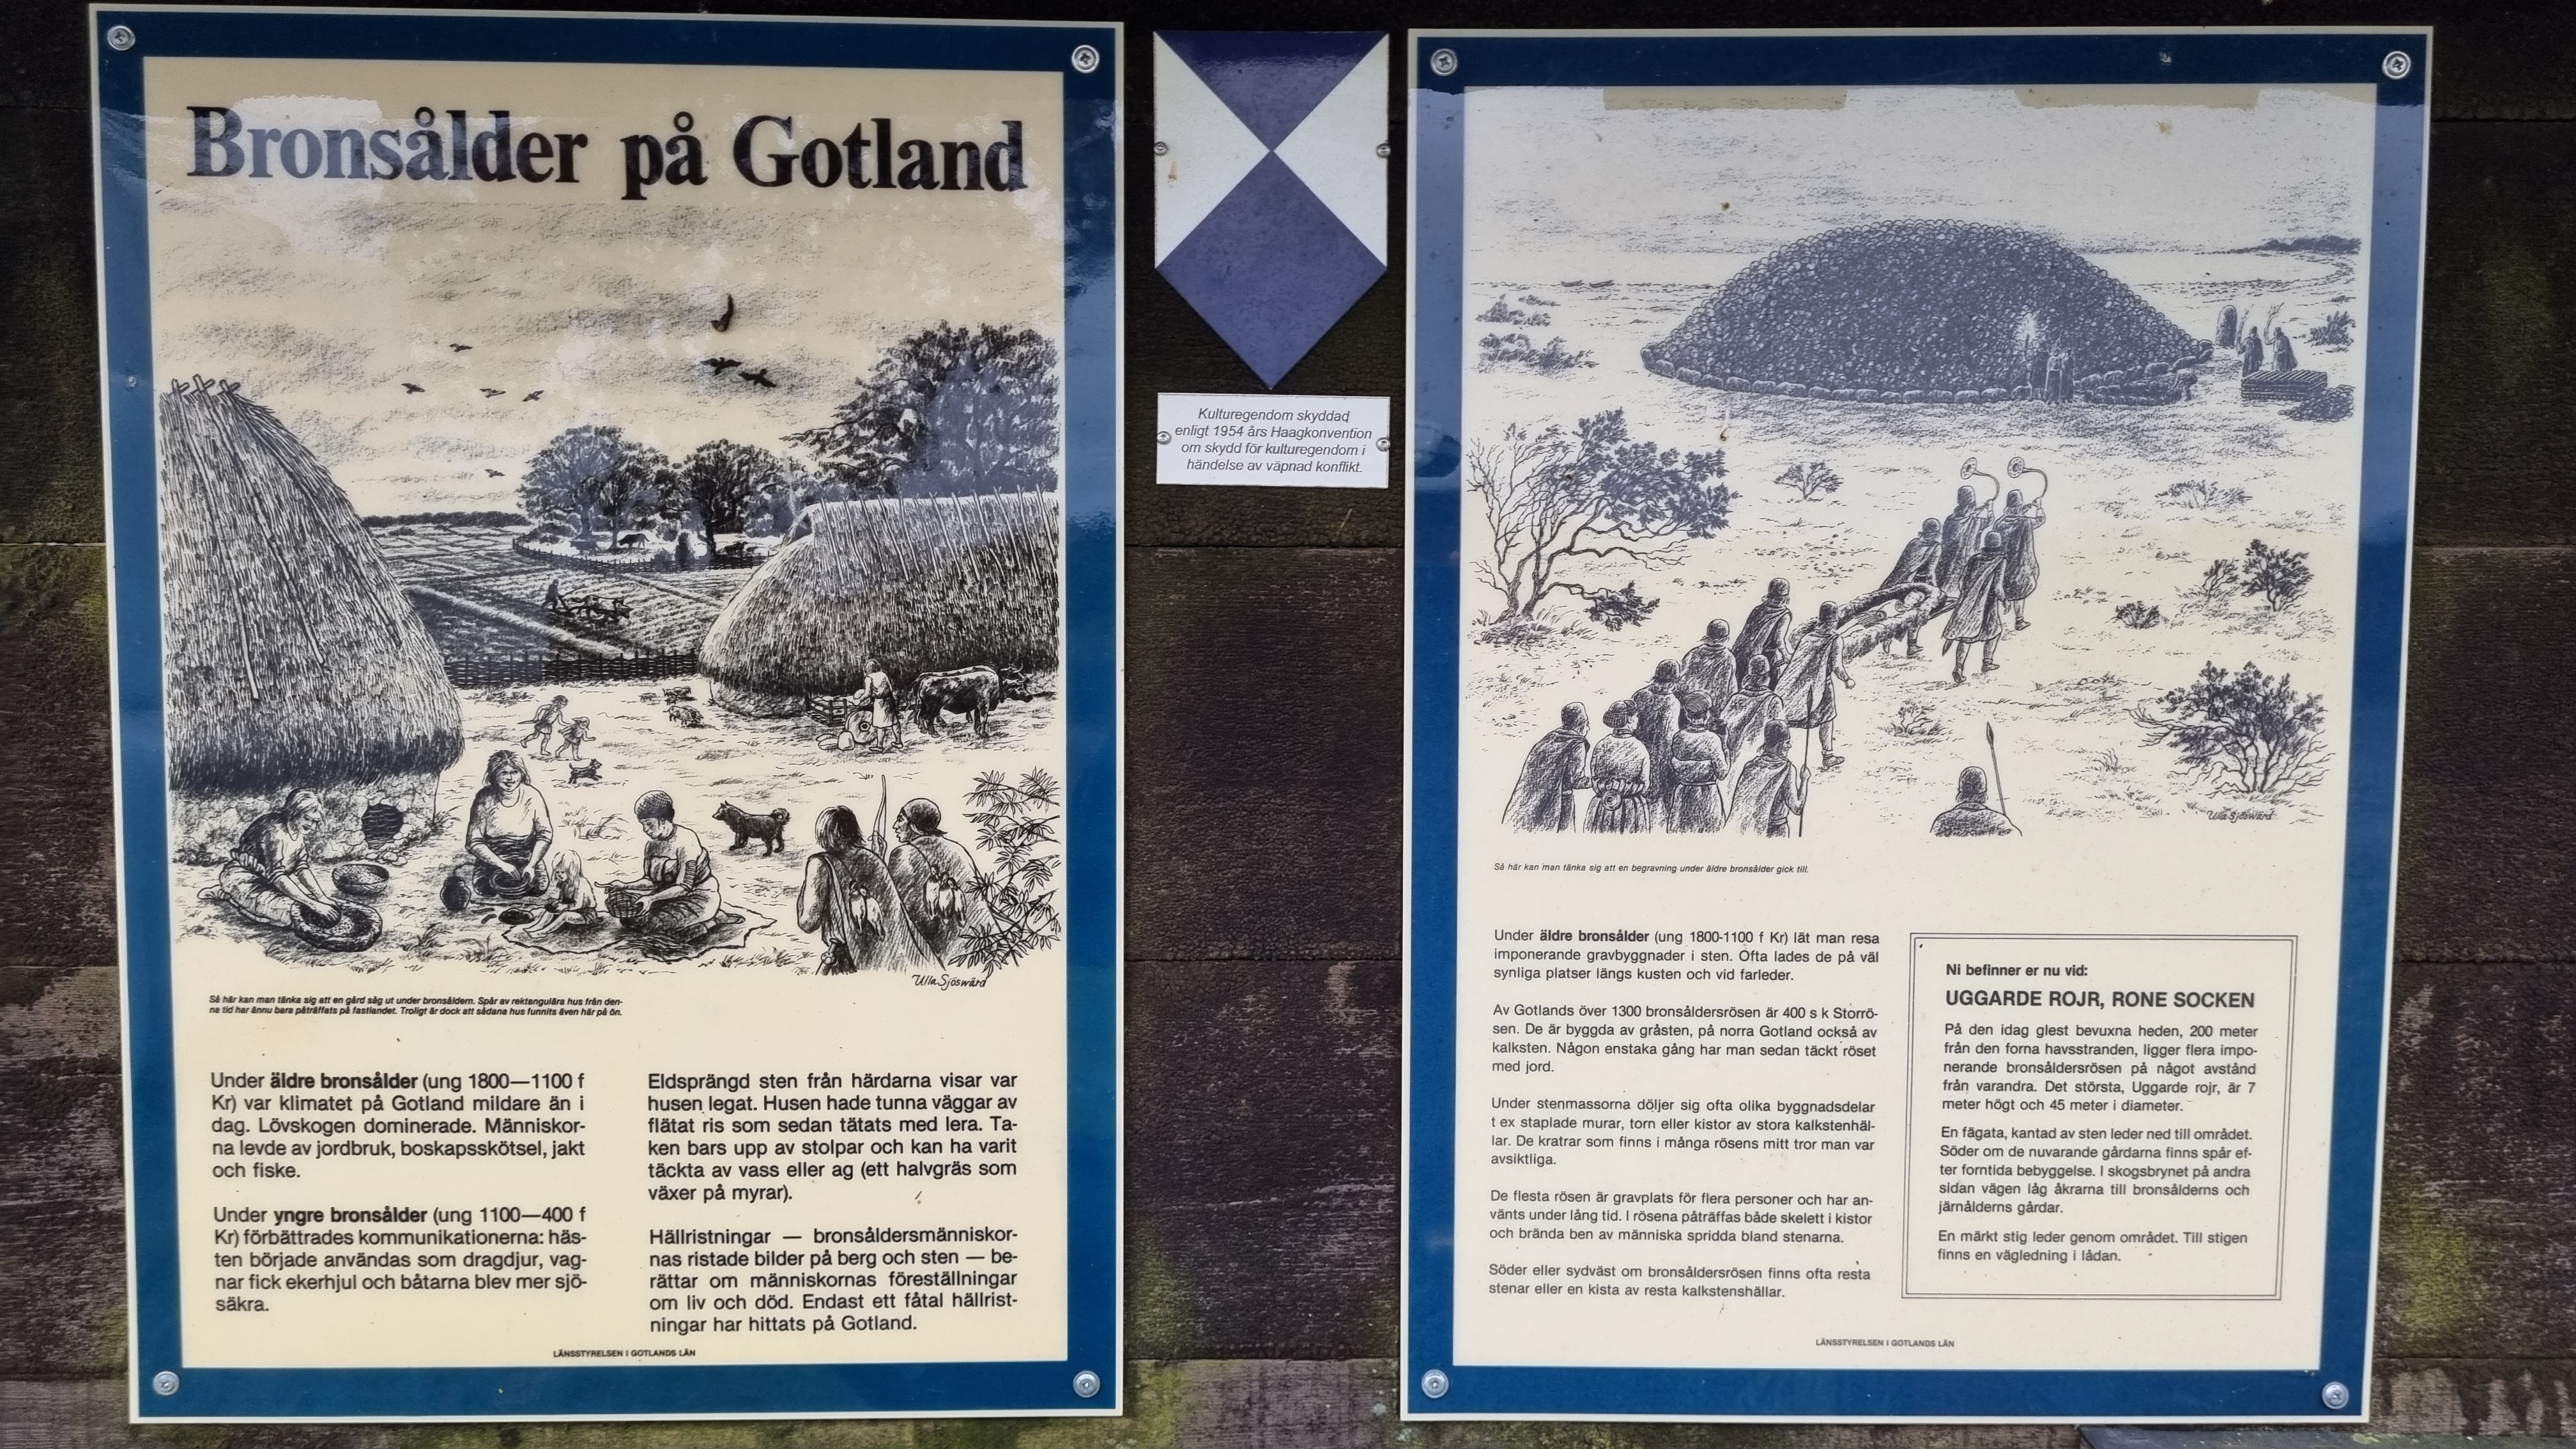 Bronsålder på Gotland
Ulla Sjöswärd
Så här kan man tänka sig att en gård såg ut under bronsåldern. Spår av rektangulära hus från den-
na tid har ännu bara påträffats på fastlandet. Troligt är dock att sådana hus funnits även här på ön.
Under äldre bronsålder (ung 1800—1100 f
Kr) var klimatet på Gotland mildare än i
dag. Lövskogen dominerade. Människor-
na levde av jordbruk, boskapsskötsel, jakt
och fiske.
Under yngre bronsålder (ung 1100—400 f
Kr) förbättrades kommunikationerna: häs-
ten började användas som dragdjur, vag-
nar fick ekerhjul och båtarna blev mer sjö-
säkra.
Eldsprängd sten från härdarna visar var
husen legat. Husen hade tunna väggar av
flätat ris som sedan tätats med lera. Ta-
ken bars upp av stolpar och kan ha varit
täckta av vass eller ag (ett halvgräs som
växer på myrar).
Hällristningar — bronsåldersmänniskor-
nas ristade bilder på berg och sten — be-
rättar om människornas föreställningar
om liv och död. Endast ett fåtal hällrist-
ningar har hittats på Gotland.
LÄNSSTYRELSEN I GOTLANDS LÄN
Kulturegendom skyddad
enligt 1954 års Haagkonvention
om skydd för kulturegendom i
händelse av väpnad konflikt.
Ulla Sjöswärd
Så här kan man tänka sig att en begravning under äldre bronsålder gick till.
Under äldre bronsålder (ung 1800-1100 f Kr) lät man resa
imponerande gravbyggnader i sten. Ofta lades de på väl
synliga platser längs kusten och vid farleder.
Av Gotlands över 1300 bronsåldersrösen är 400 s k Storrö-
sen. De är byggda av gråsten, på norra Gotland också av
kalksten. Någon enstaka gång har man sedan täckt röset
med jord.
Under stenmassorna döljer sig ofta olika byggnadsdelar
t ex staplade murar, torn eller kistor av stora kalkstenhäl-
lar. De kratrar som finns i många rösens mitt tror man var
avsiktliga.
De flesta rösen är gravplats för flera personer och har an-
vänts under lång tid. I rösena påträffas både skelett i kistor
och brända ben av människa spridda bland stenarna.
Söder eller sydväst om bronsåldersrösen finns ofta resta
stenar eller en kista av resta kalkstenshällar.
Ni befinner er nu vid:
UGGARDE ROJR, RONE SOCKEN
På den idag glest bevuxna heden, 200 meter
från den forna havsstranden, ligger flera impo-
nerande bronsåldersrösen på något avstånd
från varandra. Det största, Uggarde rojr, är 7
meter högt och 45 meter i diameter.
En fägata, kantad av sten leder ned till området.
Söder om de nuvarande gårdarna finns spår ef-
ter forntida bebyggelse. I skogsbrynet på andra
sidan vägen låg åkrarna till bronsålderns och
järnålderns gårdar.
En märkt stig leder genom området. Till stigen
finns en vägledning i lådan.
LÄNSSTYRELSEN I GOTLANDS LÄN